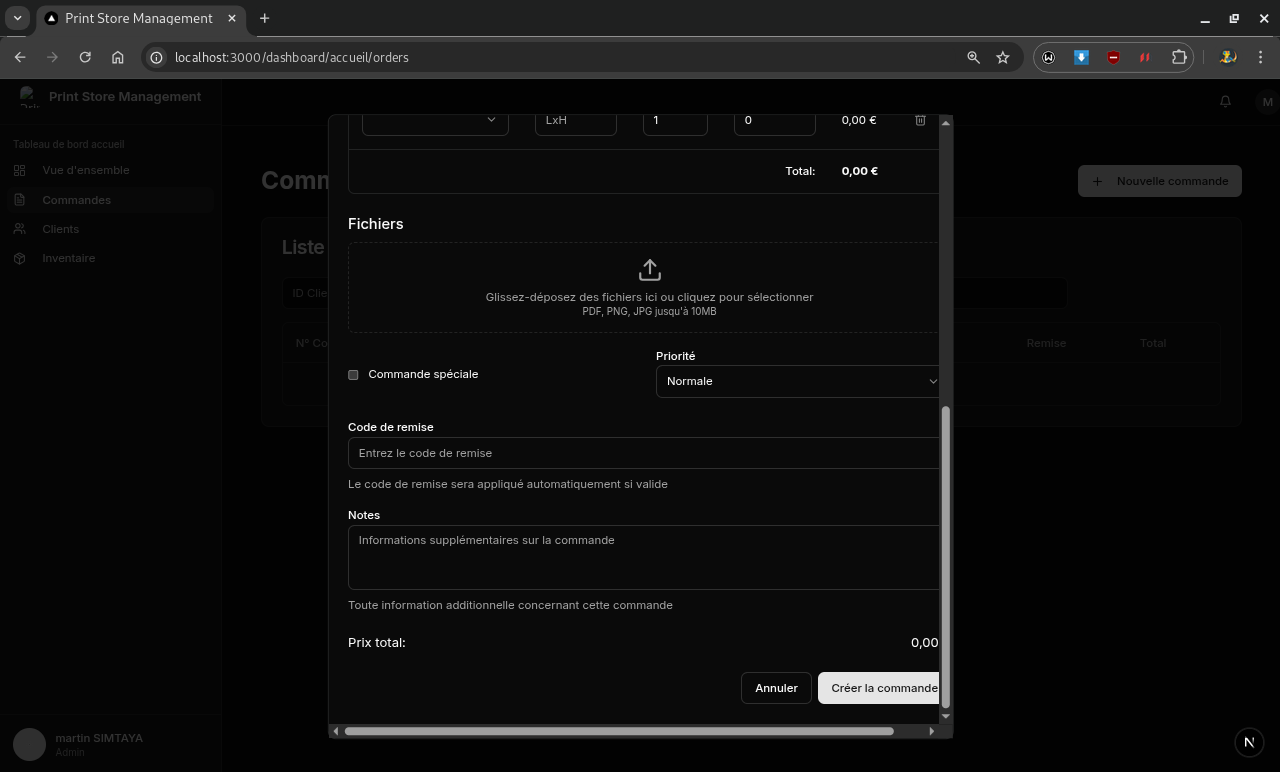 Print Store Management
localhost:3000/dashboard/accueil/orders
Print Store Management
M
Tableau de bord accueil
Vue d'ensemble
Commandes
Clients
Inventaire
Comm
Nouvelle commande
Liste
ID Clie
N° Co
Remise
Total
LxH
1
0
0,00 €
Total:
0,00 €
Fichiers
Glissez-déposez des fichiers ici ou cliquez pour sélectionner
PDF, PNG, JPG jusqu'à 10MB
Commande spéciale
Priorité
Normale
Code de remise
Entrez le code de remise
Le code de remise sera appliqué automatiquement si valide
Notes
Informations supplémentaires sur la commande
Toute information additionnelle concernant cette commande
Prix total:
0,00
Annuler
Créer la commande
martin SIMTAYA
Admin
N